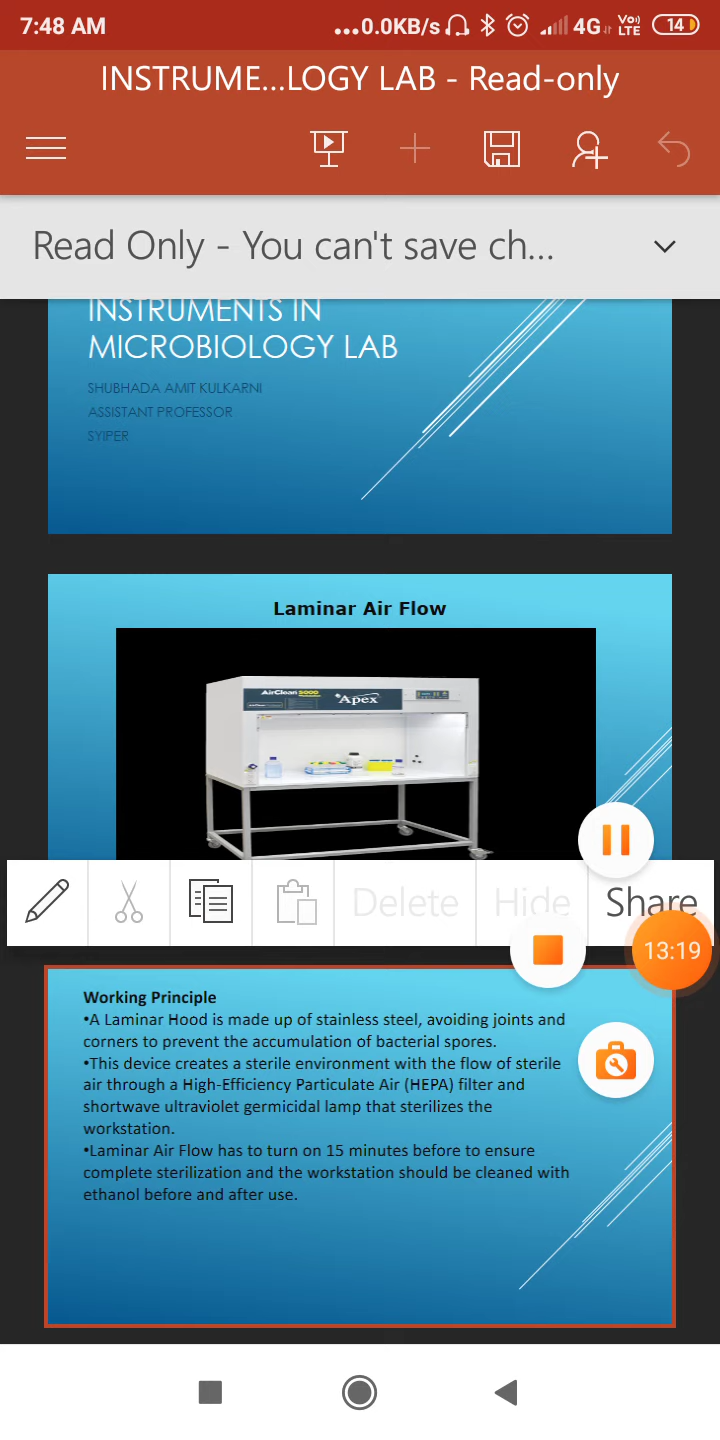 7:48 AM
...0.0KB/s
4G
Vo)
LTE
14
INSTRUME...LOGY LAB - Read-only
Read Only - You can't save ch...
INSTRUMENTS IN
MICROBIOLOGY LAB
SHUBHADA AMIT KULKARNI
ASSISTANT PROFESSOR
SYIPER
Laminar Air Flow
AirClean 5000
Apex
Delete
Hide
Share
13:19
Working Principle
•A Laminar Hood is made up of stainless steel, avoiding joints and
corners to prevent the accumulation of bacterial spores.
•This device creates a sterile environment with the flow of sterile
air through a High-Efficiency Particulate Air (HEPA) filter and
shortwave ultraviolet germicidal lamp that sterilizes the
workstation.
•Laminar Air Flow has to turn on 15 minutes before to ensure
complete sterilization and the workstation should be cleaned with
ethanol before and after use.